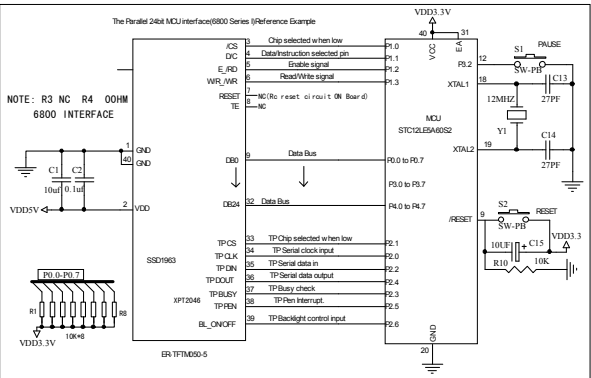 The Parallel 24bit MCU interface(6800 Series I)Reference Example
VDD3.3V
40
31
VCC
EA
/CS 3 Chip selected when low P1.0
D/C 4 Data/Instruction selected pin P1.1
E_/RD 5 Enable signal P1.2
W/R_/WR 6 Read/Write signal P1.3
RESET 7 NC(Rc reset circuit ON Board)
TE 8 NC
12 P3.2
S1 PAUSE
SW-PB
18 XTAL1
C13
27PF
12MHZ
Y1
19 XTAL2
C14
27PF
MCU
STC12LE5A60S2
NOTE: R3 NC R4 0OHM
6800 INTERFACE
1 GND
40 GND
C1 C2
10uf 0.1uf
VDD5V 2 VDD
DB0 9 Data Bus P0.0 to P0.7
P3.0 to P3.7
DB24 32 Data Bus P4.0 to P4.7
/RESET 9
S2 RESET
SW-PB
VDD3.3
10UF + C15
R10 10K
SSD1963
XPT2046
TP CS 33 TP Chip selected when low P2.1
TP CLK 34 TP Serial clock input P2.0
TP DIN 35 TP Serial data in P2.2
TP DOUT 36 TP Serial data output P2.4
TP BUSY 37 TP Busy check P2.3
TP PEN 38 TP Pen Interrupt. P2.5
BL_ON/OFF 39 TP Backlight control input P2.6
P0.0-P0.7
R1 R8
10K*8
VDD3.3V
GND
20
ER-TFTM050-5